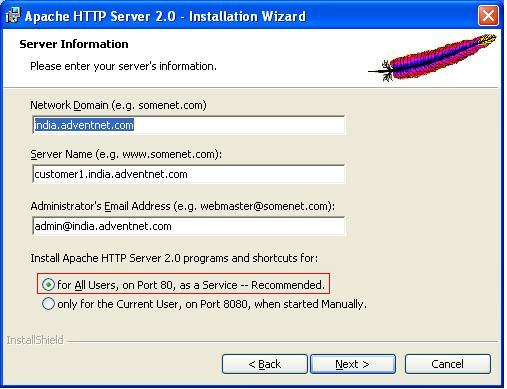 Apache HTTP Server 2.0 - Installation Wizard
Server Information
Please enter your server's information.
Network Domain (e.g. somenet.com)
india.adventnet.com
Server Name (e.g. www.somenet.com):
customer1.india.adventnet.com
Administrator's Email Address (e.g. webmaster@somenet.com):
admin@india.adventnet.com
Install Apache HTTP Server 2.0 programs and shortcuts for:
for All Users, on Port 80, as a Service -- Recommended.
only for the Current User, on Port 8080, when started Manually.
InstallShield
< Back Next > Cancel